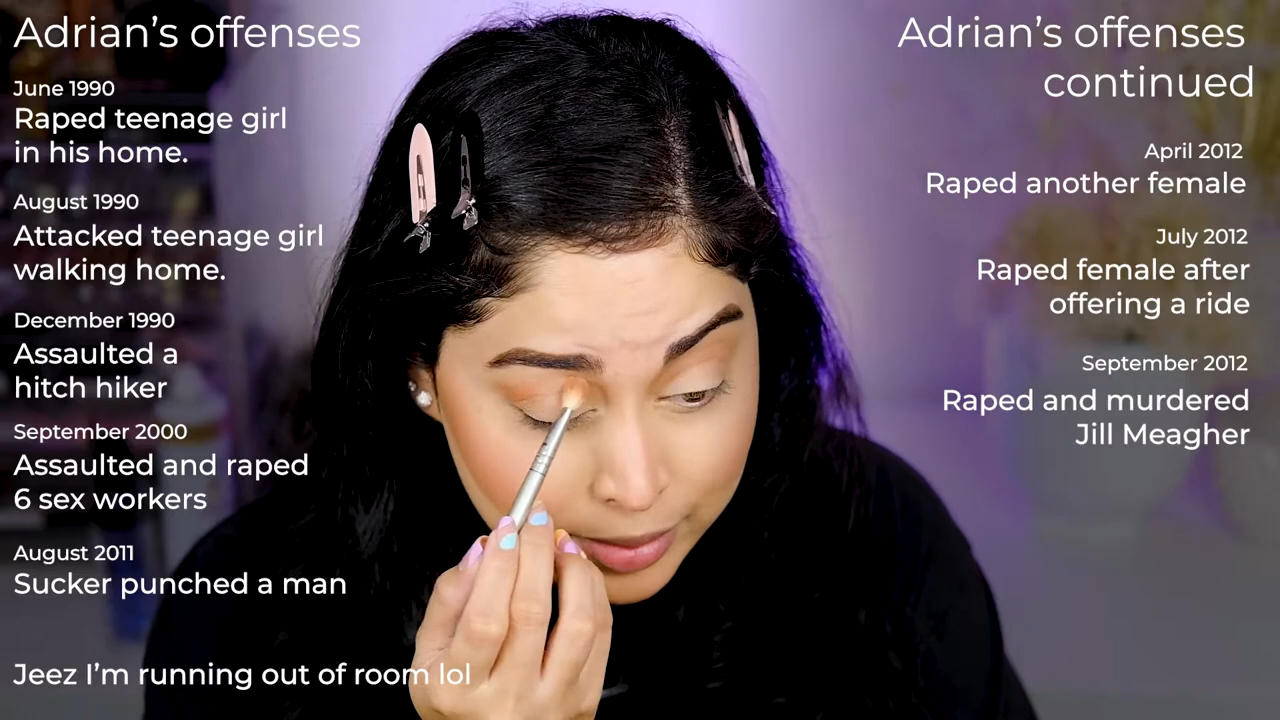 Adrian's offenses
June 1990
Raped teenage girl
in his home.
August 1990
Attacked teenage girl
walking home.
December 1990
Assaulted a
hitch hiker
September 2000
Assaulted and raped
6 sex workers
August 2011
Sucker punched a man
Jeez I'm running out of room lol
Adrian's offenses
continued
April 2012
Raped another female
July 2012
Raped female after
offering a ride
September 2012
Raped and murdered
Jill Meagher